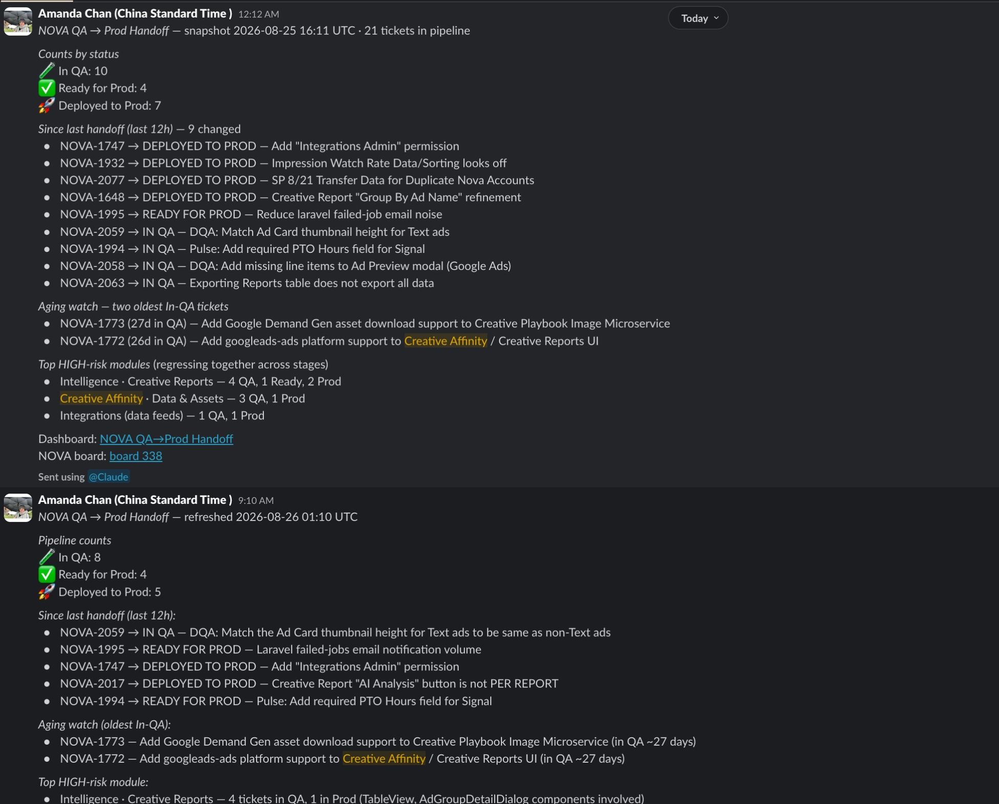 Amanda Chan (China Standard Time ) 12:12 AM
Today
NOVA QA → Prod Handoff — snapshot 2026-08-25 16:11 UTC · 21 tickets in pipeline
Counts by status
In QA: 10
Ready for Prod: 4
Deployed to Prod: 7
Since last handoff (last 12h) — 9 changed
• NOVA-1747 → DEPLOYED TO PROD — Add "Integrations Admin" permission
• NOVA-1932 → DEPLOYED TO PROD — Impression Watch Rate Data/Sorting looks off
• NOVA-2077 → DEPLOYED TO PROD — SP 8/21 Transfer Data for Duplicate Nova Accounts
• NOVA-1648 → DEPLOYED TO PROD — Creative Report "Group By Ad Name" refinement
• NOVA-1995 → READY FOR PROD — Reduce laravel failed-job email noise
• NOVA-2059 → IN QA — DQA: Match Ad Card thumbnail height for Text ads
• NOVA-1994 → IN QA — Pulse: Add required PTO Hours field for Signal
• NOVA-2058 → IN QA — DQA: Add missing line items to Ad Preview modal (Google Ads)
• NOVA-2063 → IN QA — Exporting Reports table does not export all data
Aging watch — two oldest In-QA tickets
• NOVA-1773 (27d in QA) — Add Google Demand Gen asset download support to Creative Playbook Image Microservice
• NOVA-1772 (26d in QA) — Add googleads-ads platform support to Creative Affinity / Creative Reports UI
Top HIGH-risk modules (regressing together across stages)
• Intelligence · Creative Reports — 4 QA, 1 Ready, 2 Prod
• Creative Affinity · Data & Assets — 3 QA, 1 Prod
• Integrations (data feeds) — 1 QA, 1 Prod
Dashboard: NOVA QA→Prod Handoff
NOVA board: board 338
Sent using @Claude
Amanda Chan (China Standard Time ) 9:10 AM
NOVA QA → Prod Handoff — refreshed 2026-08-26 01:10 UTC
Pipeline counts
In QA: 8
Ready for Prod: 4
Deployed to Prod: 5
Since last handoff (last 12h):
• NOVA-2059 → IN QA — DQA: Match the Ad Card thumbnail height for Text ads to be same as non-Text ads
• NOVA-1995 → READY FOR PROD — Laravel failed-jobs email notification volume
• NOVA-1747 → DEPLOYED TO PROD — Add "Integrations Admin" permission
• NOVA-2017 → DEPLOYED TO PROD — Creative Report "AI Analysis" button is not PER REPORT
• NOVA-1994 → READY FOR PROD — Pulse: Add required PTO Hours field for Signal
Aging watch (oldest In-QA):
• NOVA-1773 — Add Google Demand Gen asset download support to Creative Playbook Image Microservice (in QA ~27 days)
• NOVA-1772 — Add googleads-ads platform support to Creative Affinity / Creative Reports UI (in QA ~27 days)
Top HIGH-risk module:
• Intelligence · Creative Reports — 4 tickets in QA, 1 in Prod (TableView, AdGroupDetailDialog components involved)